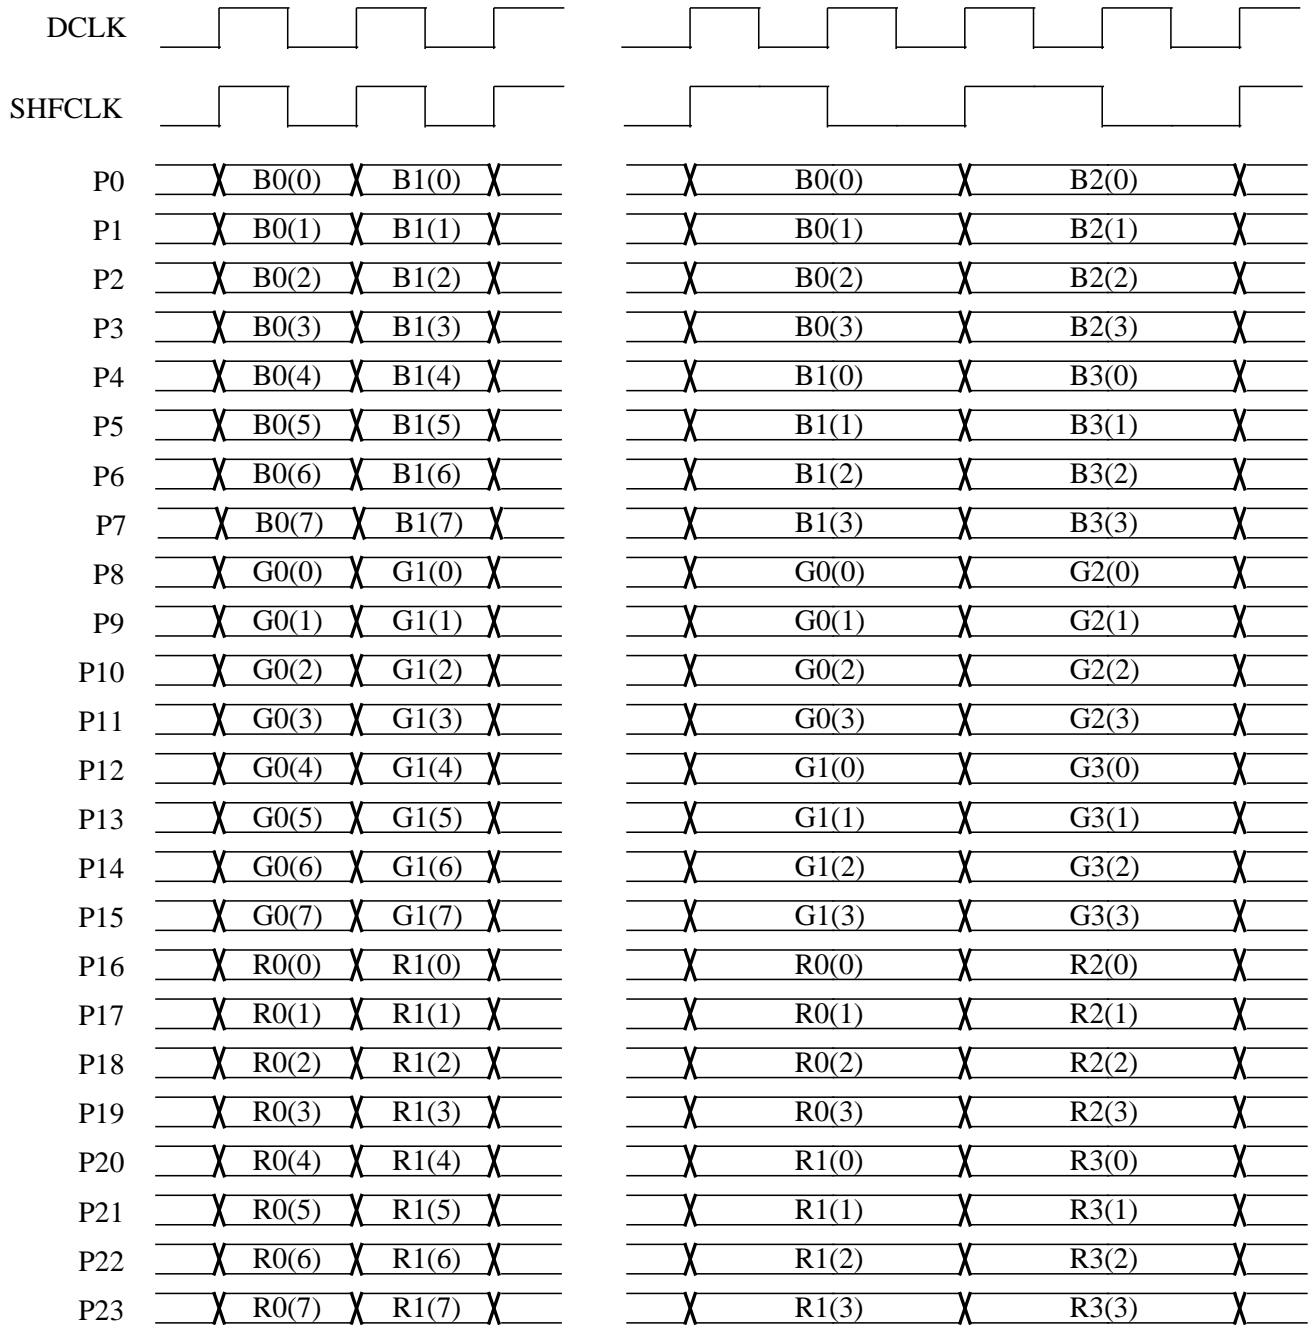 DCLK
SHFCLK
P0 B0(0) B1(0) B0(0) B2(0)
P1 B0(1) B1(1) B0(1) B2(1)
P2 B0(2) B1(2) B0(2) B2(2)
P3 B0(3) B1(3) B0(3) B2(3)
P4 B0(4) B1(4) B1(0) B3(0)
P5 B0(5) B1(5) B1(1) B3(1)
P6 B0(6) B1(6) B1(2) B3(2)
P7 B0(7) B1(7) B1(3) B3(3)
P8 G0(0) G1(0) G0(0) G2(0)
P9 G0(1) G1(1) G0(1) G2(1)
P10 G0(2) G1(2) G0(2) G2(2)
P11 G0(3) G1(3) G0(3) G2(3)
P12 G0(4) G1(4) G1(0) G3(0)
P13 G0(5) G1(5) G1(1) G3(1)
P14 G0(6) G1(6) G1(2) G3(2)
P15 G0(7) G1(7) G1(3) G3(3)
P16 R0(0) R1(0) R0(0) R2(0)
P17 R0(1) R1(1) R0(1) R2(1)
P18 R0(2) R1(2) R0(2) R2(2)
P19 R0(3) R1(3) R0(3) R2(3)
P20 R0(4) R1(4) R1(0) R3(0)
P21 R0(5) R1(5) R1(1) R3(1)
P22 R0(6) R1(6) R1(2) R3(2)
P23 R0(7) R1(7) R1(3) R3(3)